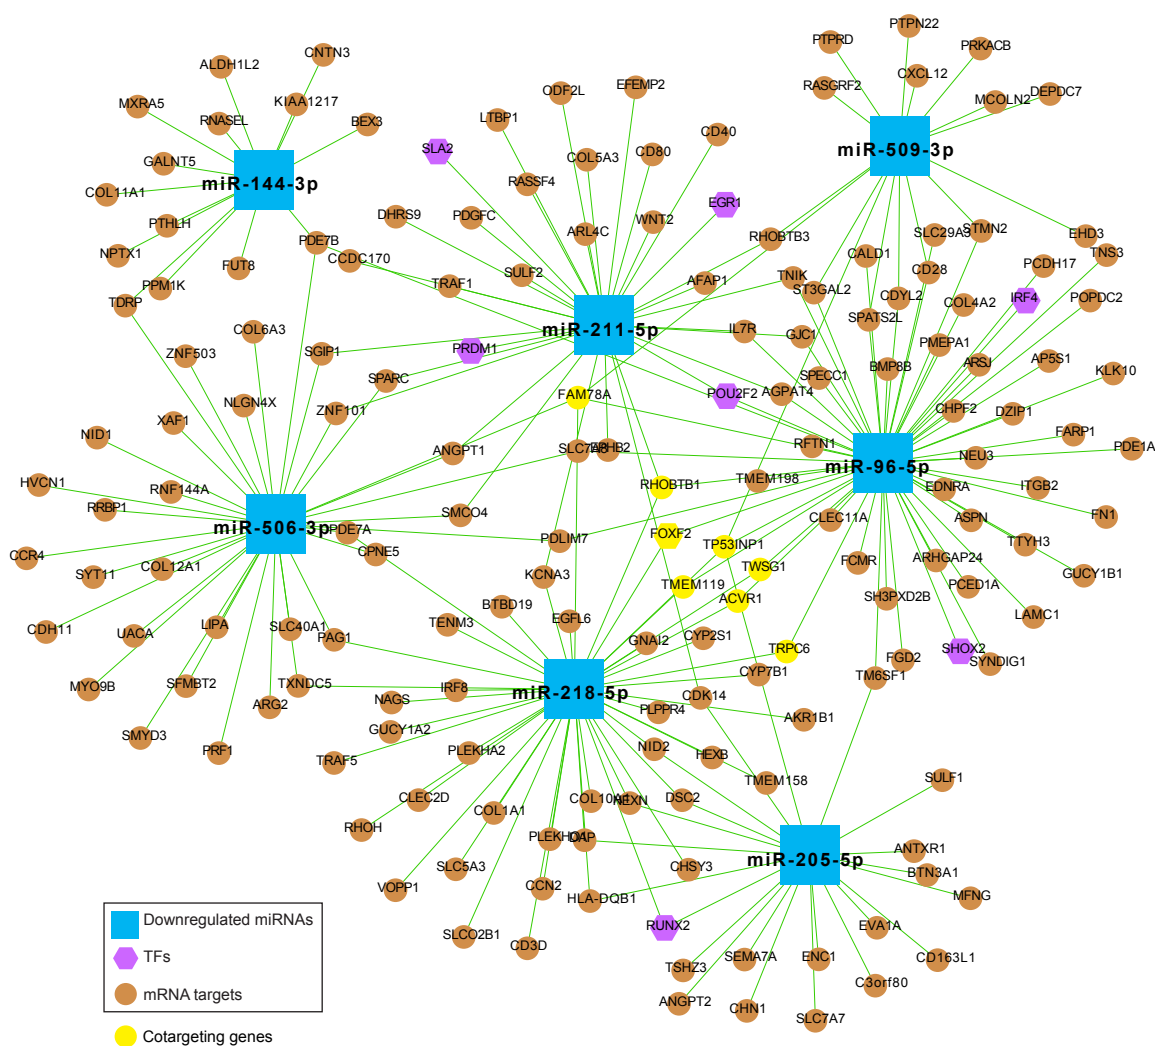 PTPN22
PTPRD
PRKACB
CNTN3
ALDH1L2
CXCL12
RASGRF2
EFEMP2
ODF2L
DEPDC7
MCOLN2
MXRA5
KIAA1217
RNASEL
BEX3
LTBP1
CD40
SLA2
CD80
miR-509-3p
COL5A3
GALNT5
miR-144-3p
RASSF4
COL11A1
EGR1
DHRS9
PDGFC
WNT2
PTHLH
ARL4C
SLC29A3
STMN2
EHD3
PDE7B
RHOBTB3
NPTX1
CALD1
TNS3
CCDC170
FUT8
CD28
PCDH17
SULF2
AFAP1
TNIK
PPM1K
TRAF1
ST3GAL2
CDYL2
COL4A2
IRF4
POPDC2
TDRP
SPATS2L
miR-211-5p
COL6A3
IL7R
GJC1
PMEPA1
ZNF503
SGIP1
PRDM1
AP5S1
ARSJ
BMP8B
KLK10
SPARC
SPECC1
POU2F2
AGPAT4
FAM78A
NLGN4X
ZNF101
CHPF2
DZIP1
XAF1
NID1
FARP1
RFTN1
SLC7A8
EPHB2
ANGPT1
PDE1A
miR-96-5p
NEU3
TMEM198
RHOBTB1
HVCN1
RNF144A
EDNRA
ITGB2
RRBP1
SMCO4
CLEC11A
ASPN
FN1
miR-506-3p
PDE7A
PDLIM7
FOXF2
TP53INP1
TTYH3
CPNE5
CCR4
ARHGAP24
FCMR
TWSG1
COL12A1
SYT11
KCNA3
TMEM119
PCED1A
GUCY1B1
ACVR1
SH3PXD2B
BTBD19
LAMC1
EGFL6
TENM3
CDH11
UACA
LIPA
SLC40A1
PAG1
GNAI2
CYP2S1
TRPC6
SHOX2
FGD2
SYNDIG1
CYP7B1
TM6SF1
MYO9B
SFMBT2
TXNDC5
IRF8
miR-218-5p
CDK14
NAGS
ARG2
PLPPR4
AKR1B1
GUCY1A2
SMYD3
PRF1
PLEKHA2
NID2
HEXB
TRAF5
TMEM158
SULF1
CLEC2D
COL10A1
NEXN
DSC2
COL1A1
RHOH
DAP
ANTXR1
miR-205-5p
SLC5A3
CHSY3
BTN3A1
VOPP1
CCN2
HLA-DQB1
MFNG
RUNX2
EVA1A
SLCO2B1
CD3D
TSHZ3
SEMA7A
ENC1
CD163L1
C3orf80
ANGPT2
CHN1
SLC7A7
Downregulated miRNAs
TFs
mRNA targets
Cotargeting genes